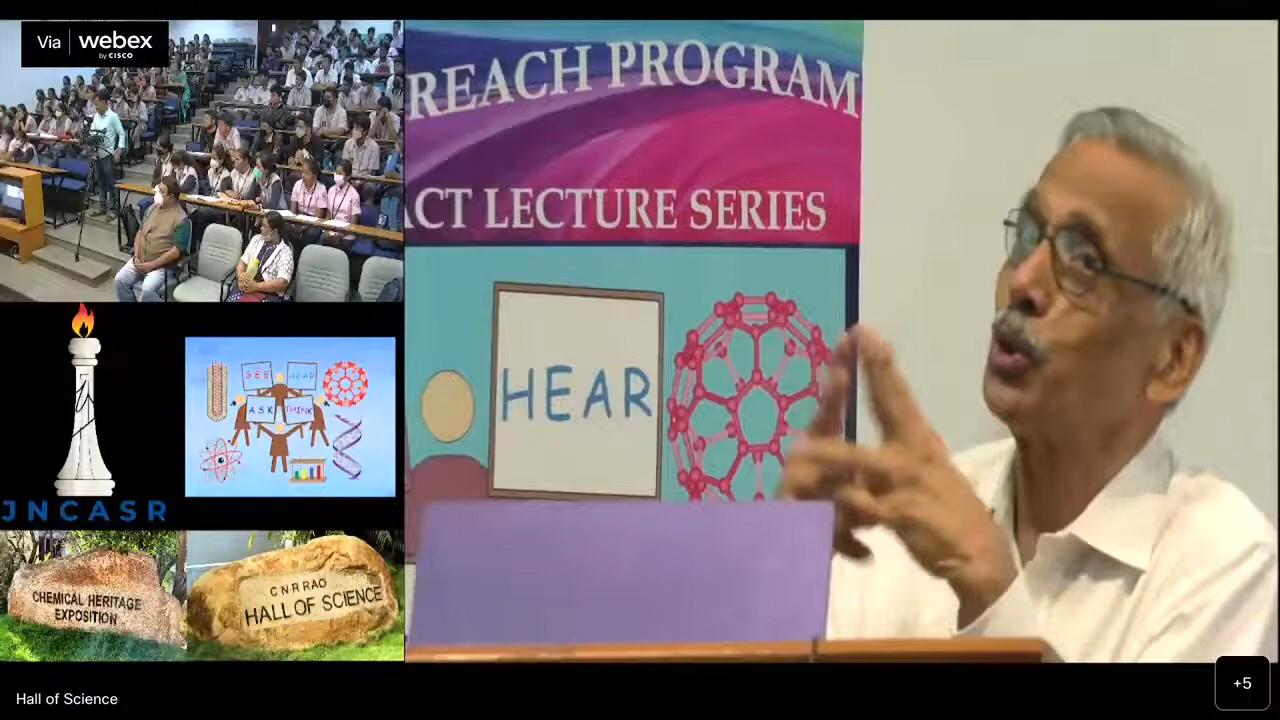 Via webex
by CISCO
REACH PROGRAM
ACT LECTURE SERIES
HEAR
SEE
HEAR
ASK
THINK
JNCASR
CHEMICAL HERITAGE
EXPOSITION
CNR RAO
HALL OF SCIENCE
Hall of Science
+5